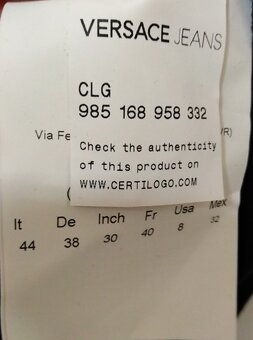 VERSACE JEANS
CLG
985 168 958 332
Via Fe
VR)
Check the authenticity
of this product on
WWW.CERTILOGO.COM
It De Inch Fr Usa Mex
44 38 30 40 8 32